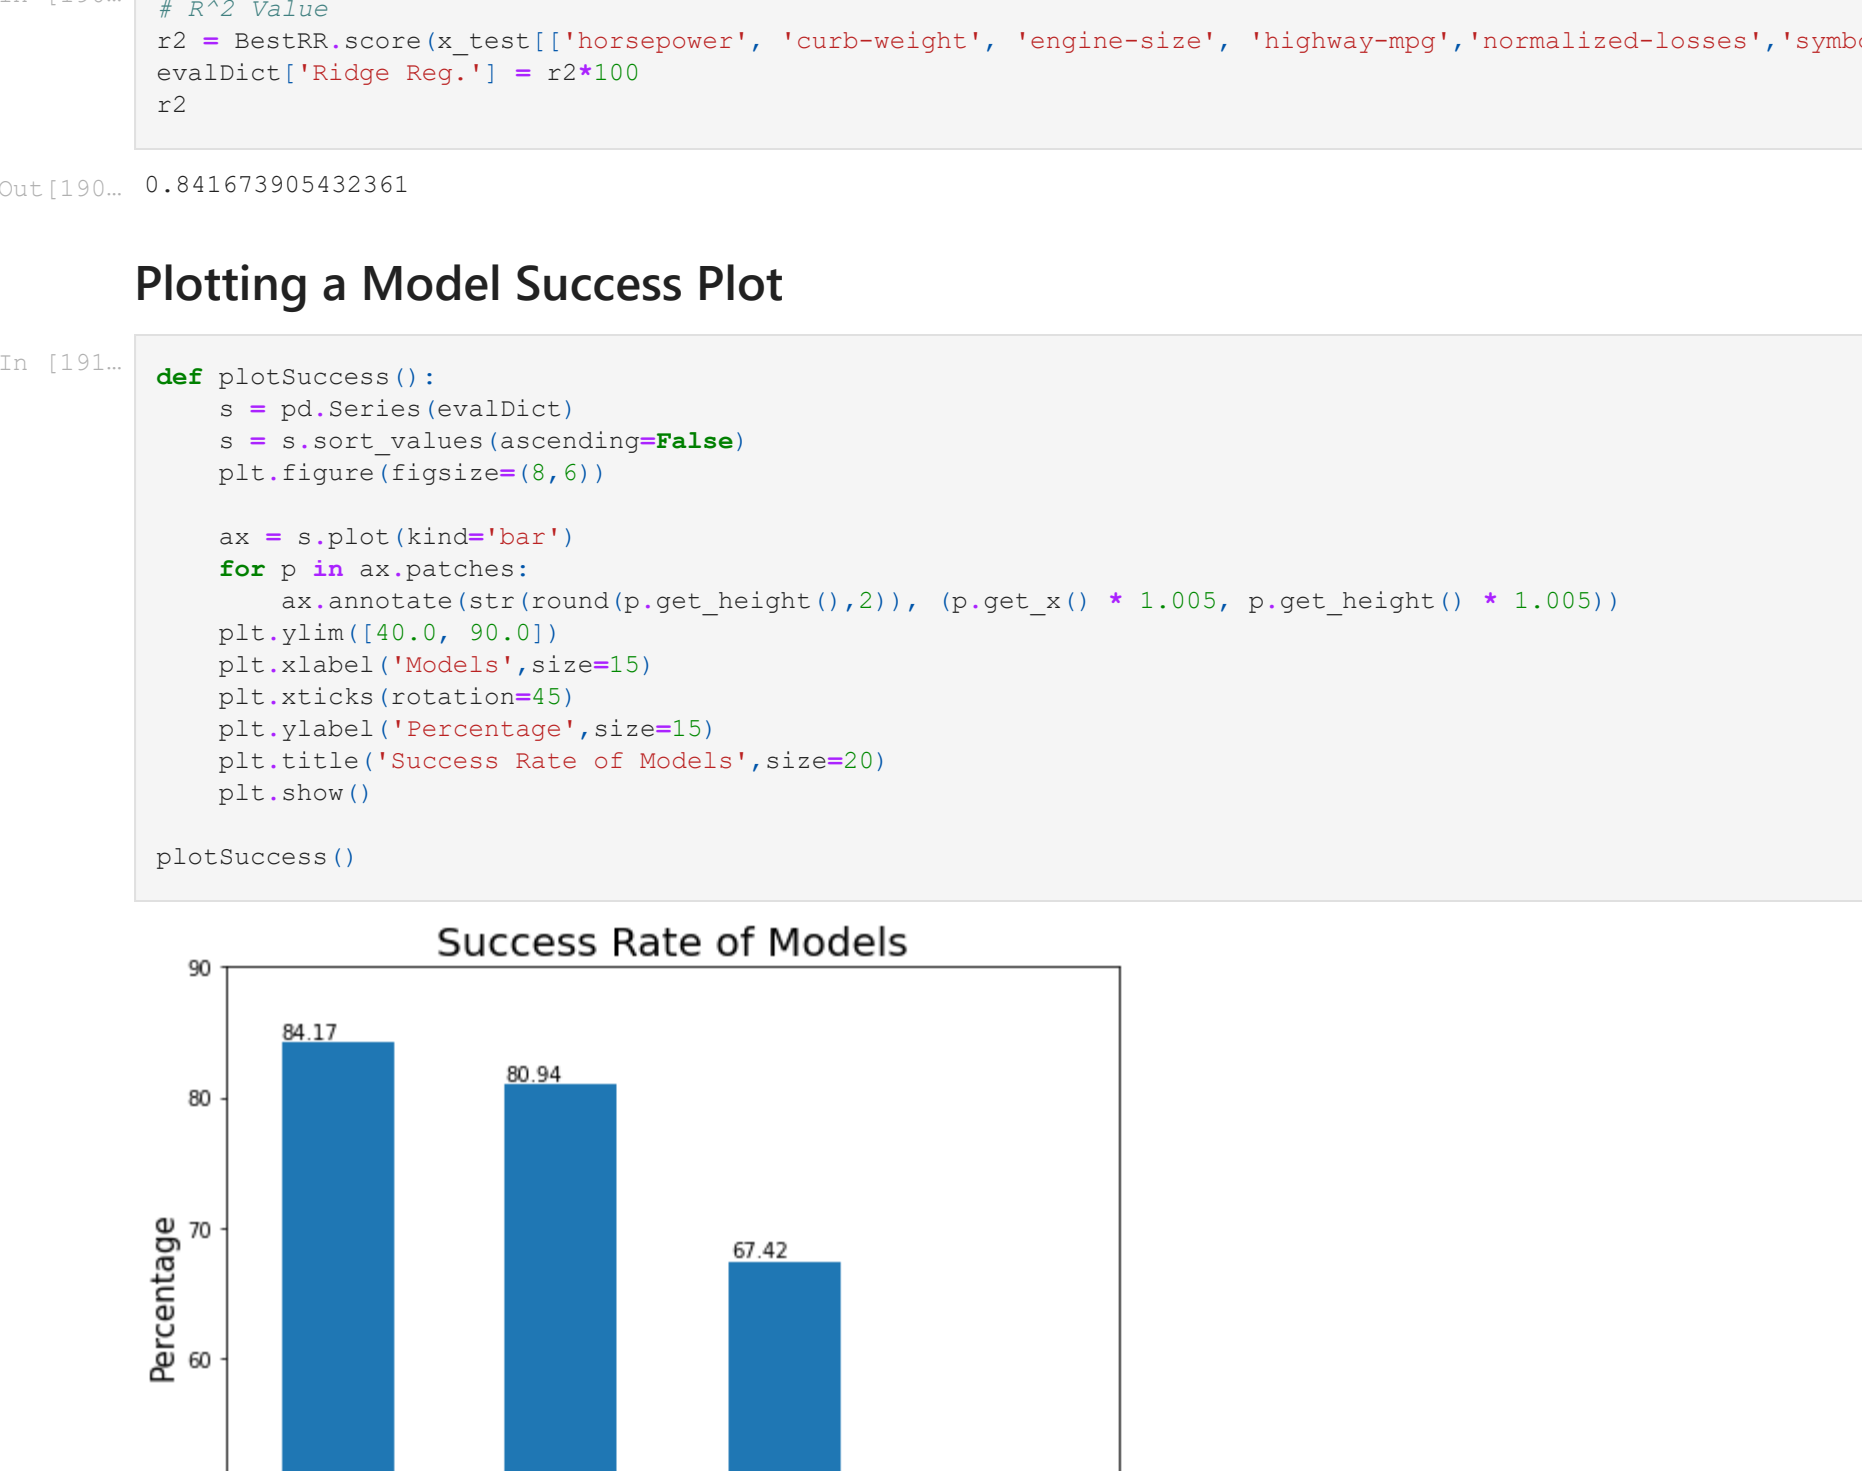 # R^2 Value
r2 = BestRR.score(x_test[['horsepower', 'curb-weight', 'engine-size', 'highway-mpg','normalized-losses',
evalDict['Ridge Reg.'] = r2*100
r2
Out[190… 0.841673905432361
Plotting a Model Success Plot
In [191…
def plotSuccess():
    s = pd.Series(evalDict)
    s = s.sort_values(ascending=False)
    plt.figure(figsize=(8,6))
    ax = s.plot(kind='bar')
    for p in ax.patches:
        ax.annotate(str(round(p.get_height(),2)), (p.get_x() * 1.005, p.get_height() * 1.005))
    plt.ylim([40.0, 90.0])
    plt.xlabel('Models',size=15)
    plt.xticks(rotation=45)
    plt.ylabel('Percentage',size=15)
    plt.title('Success Rate of Models',size=20)
    plt.show()
plotSuccess()
Success Rate of Models
90
84.17
80.94
80
70
67.42
Percentage
60